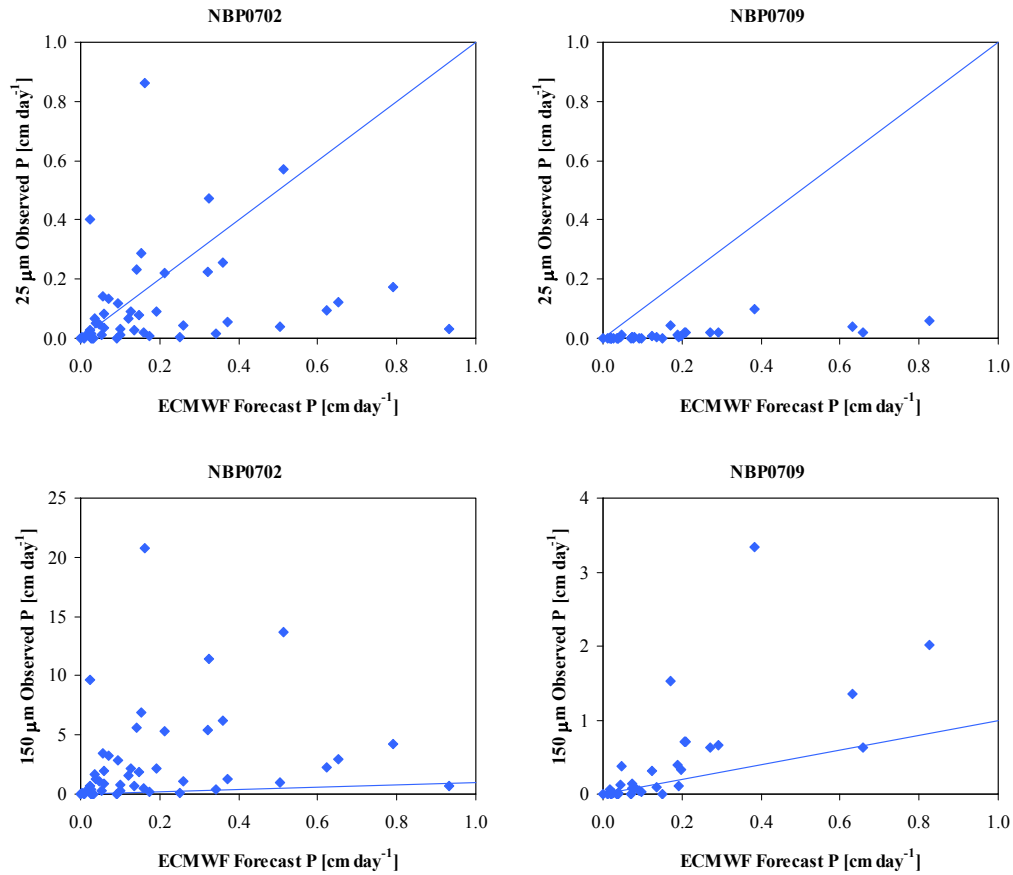 NBP0702
1.0
0.8
0.6
0.4
0.2
0.0
25 μm Observed P [cm day⁻¹]
0.0 0.2 0.4 0.6 0.8 1.0
ECMWF Forecast P [cm day⁻¹]
NBP0709
1.0
0.8
0.6
0.4
0.2
0.0
25 μm Observed P [cm day⁻¹]
0.0 0.2 0.4 0.6 0.8 1.0
ECMWF Forecast P [cm day⁻¹]
NBP0702
25
20
15
10
5
0
150 μm Observed P [cm day⁻¹]
0.0 0.2 0.4 0.6 0.8 1.0
ECMWF Forecast P [cm day⁻¹]
NBP0709
4
3
2
1
0
150 μm Observed P [cm day⁻¹]
0.0 0.2 0.4 0.6 0.8 1.0
ECMWF Forecast P [cm day⁻¹]